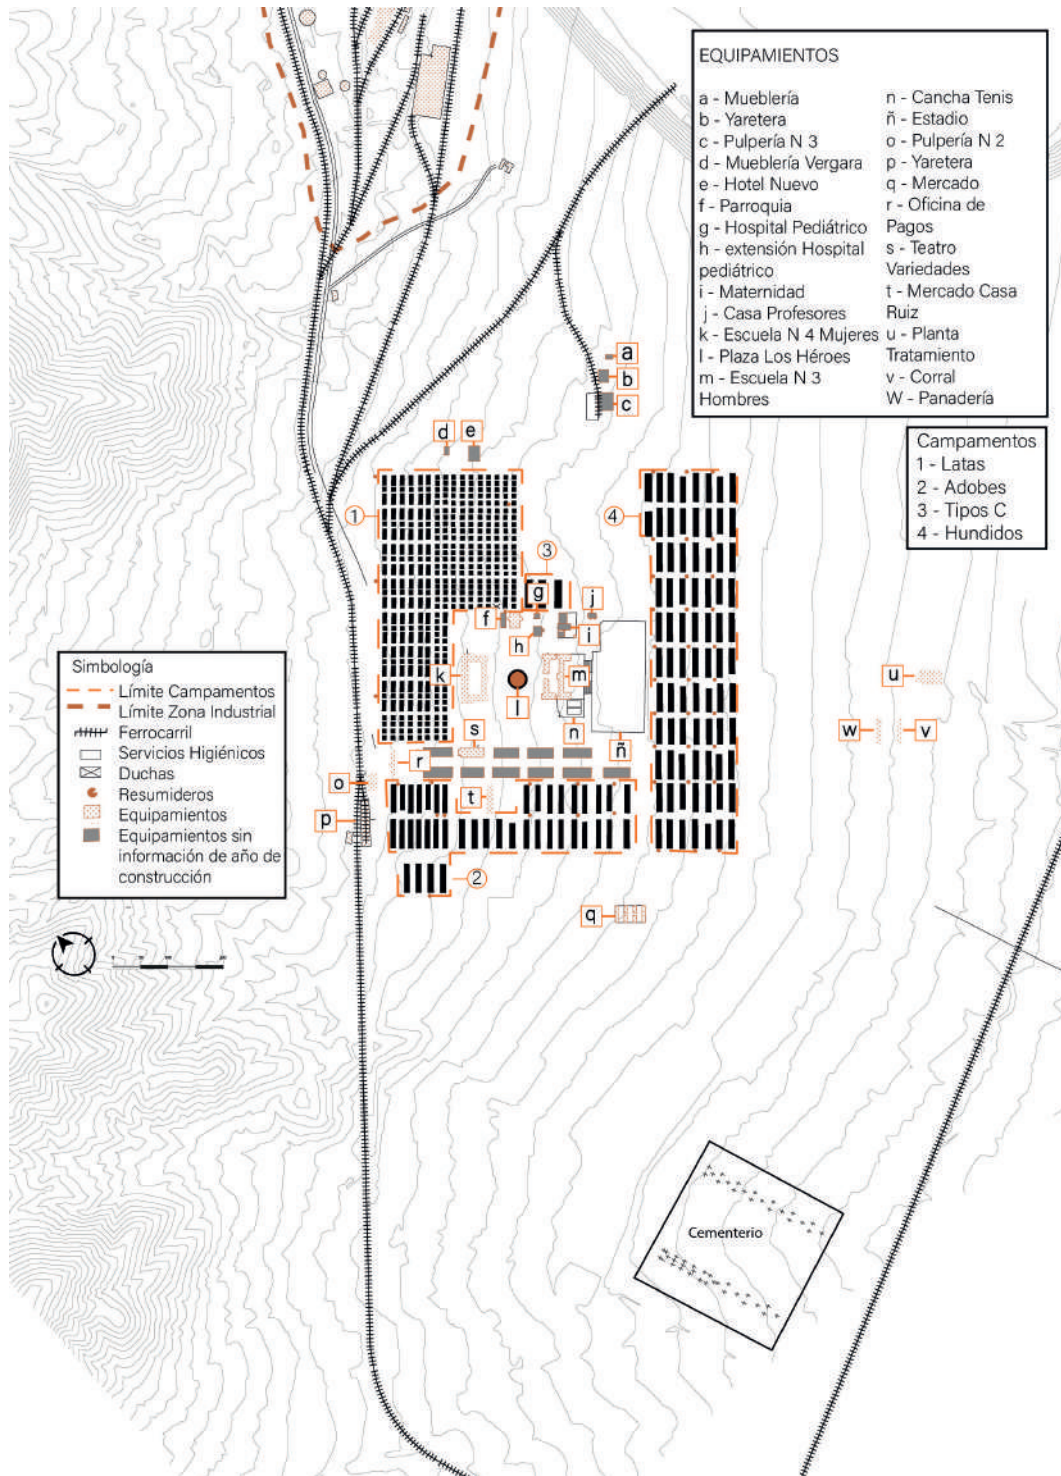 EQUIPAMIENTOS
a - Mueblería
b - Yaretera
c - Pulpería N 3
d - Mueblería Vergara
e - Hotel Nuevo
f - Parroquia
g - Hospital Pediátrico
h - extensión Hospital
pediátrico
i - Maternidad
j - Casa Profesores
k - Escuela N 4 Mujeres
l - Plaza Los Héroes
m - Escuela N 3
Hombres
n - Cancha Tenis
ñ - Estadio
o - Pulpería N 2
p - Yaretera
q - Mercado
r - Oficina de
Pagos
s - Teatro
Variedades
t - Mercado Casa
Ruiz
u - Planta
Tratamiento
v - Corral
W - Panadería
Campamentos
1 - Latas
2 - Adobes
3 - Tipos C
4 - Hundidos
a
b
c
d
e
1
4
3
g
f
j
h
i
k
m
l
n
ñ
s
r
o
t
p
2
q
u
w
v
Simbología
Límite Campamentos
Límite Zona Industrial
Ferrocarril
Servicios Higiénicos
Duchas
Resumideros
Equipamientos
Equipamientos sin
información de año de
construcción
Cementerio